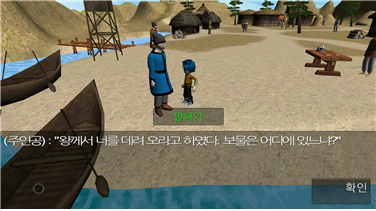 말하기
(주인공) : "왕께서 너를 데려 오라고 하였다. 보물은 어디에 있느냐?"
확인